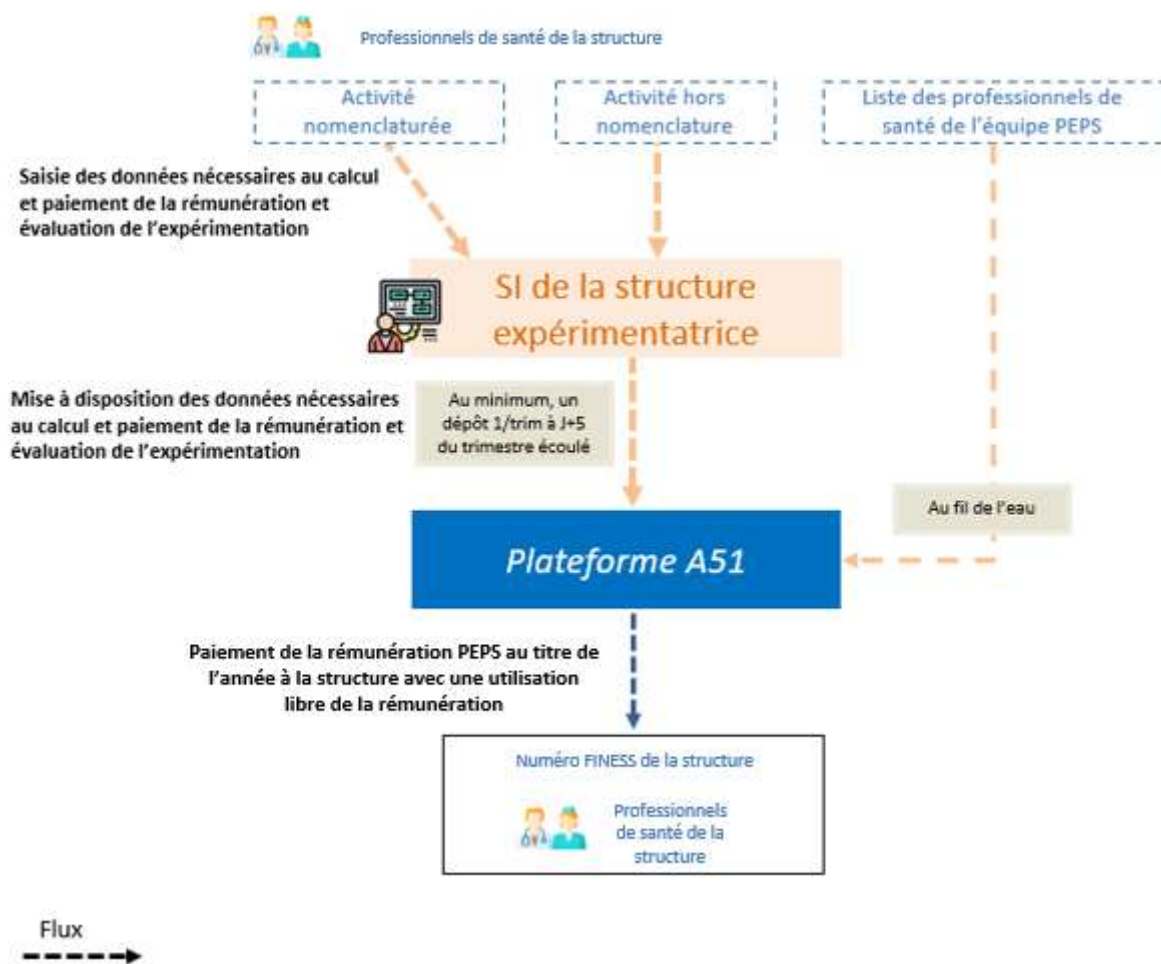 Professionnels de santé de la structure
Activité
nomenclaturée
Activité hors
nomenclature
Liste des professionnels de
santé de l'équipe PEPS
Saisie des données nécessaires au calcul
et paiement de la rémunération et
évaluation de l'expérimentation
SI de la structure
expérimentatrice
Mise à disposition des données nécessaires
au calcul et paiement de la rémunération et
évaluation de l'expérimentation
Au minimum, un
dépôt 1/trim à J+5
du trimestre écoulé
Au fil de l'eau
Plateforme A51
Paiement de la rémunération PEPS au titre de
l'année à la structure avec une utilisation
libre de la rémunération
Numéro FINESS de la structure
Professionnels
de santé de la
structure
Flux